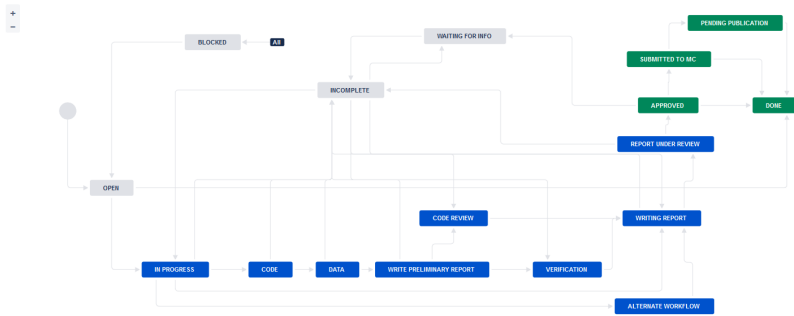 +
−
PENDING PUBLICATION
BLOCKED
All
WAITING FOR INFO
SUBMITTED TO MC
INCOMPLETE
APPROVED
DONE
REPORT UNDER REVIEW
OPEN
CODE REVIEW
WRITING REPORT
IN PROGRESS
CODE
DATA
WRITE PRELIMINARY REPORT
VERIFICATION
ALTERNATE WORKFLOW